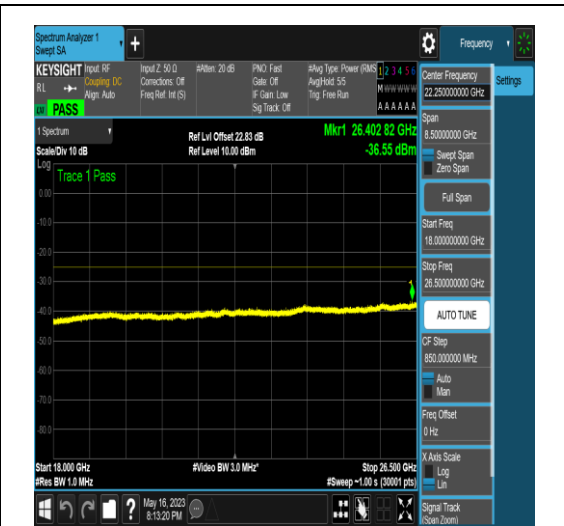 Spectrum Analyzer 1
Swept SA
Frequency
KEYSIGHT
Input: RF
Coupling: DC
Align: Auto
Input Z: 50 Ω
Corrections: Off
Freq Ref: Int (S)
#Atten: 20 dB
PNO: Fast
Gate: Off
IF Gain: Low
Sig Track: Off
#Avg Type: Power (RMS
Avg|Hold: 5/5
Trig: Free Run
1 2 3 4 5 6
M W W W W W
A A A A A A
RL
PASS
1 Spectrum
Scale/Div 10 dB
Ref Lvl Offset 22.83 dB
Ref Level 10.00 dBm
Mkr1 26.402 82 GHz
-36.55 dBm
Log
Trace 1 Pass
0.00
-10.0
-20.0
-30.0
-40.0
-50.0
-60.0
-70.0
-80.0
1
Start 18.000 GHz
#Res BW 1.0 MHz
#Video BW 3.0 MHz*
Stop 26.500 GHz
#Sweep ~1.00 s (30001 pts)
Center Frequency
22.250000000 GHz
Settings
Span
8.50000000 GHz
Swept Span
Zero Span
Full Span
Start Freq
18.000000000 GHz
Stop Freq
26.500000000 GHz
AUTO TUNE
CF Step
850.000000 MHz
Auto
Man
Freq Offset
0 Hz
X Axis Scale
Log
Lin
Signal Track
(Span Zoom)
?
May 16, 2023
8:13:20 PM